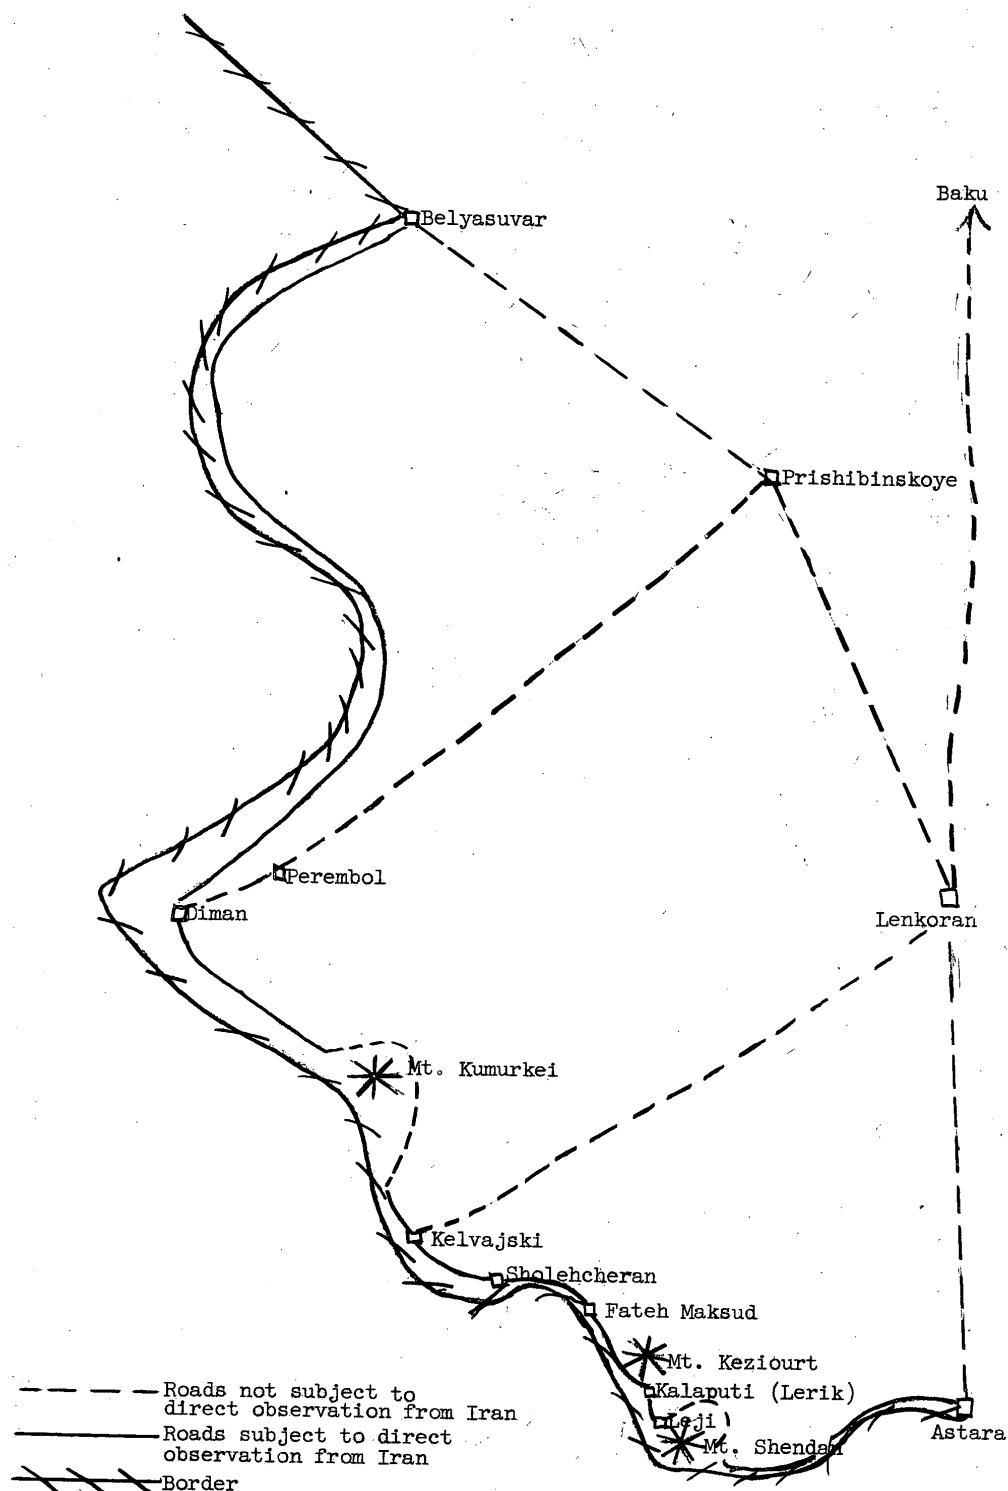 Baku
Belyasuvar
Prishibinskoye
Perembol
Diman
Lenkoran
Mt. Kumurkei
Kelvajski
Sholehcheran
Fateh Maksud
Mt. Keziourt
Kalaputi (Lerik)
Leji
Mt. Shendan
Astara
Roads not subject to
direct observation from Iran
Roads subject to direct
observation from Iran
Border